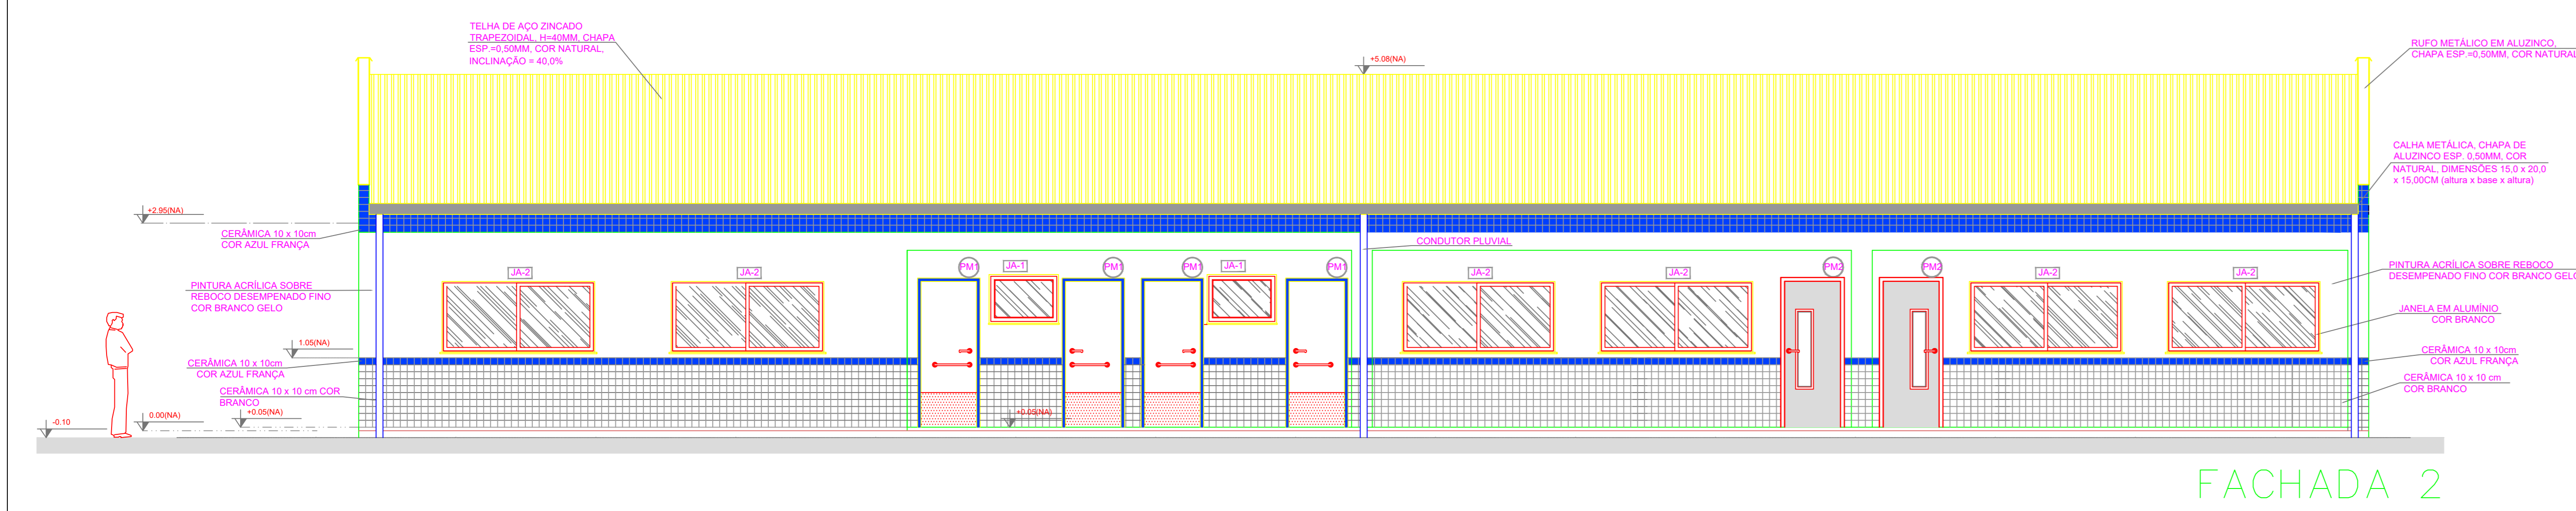 TELHA DE AÇO ZINCADO
TRAPEZOIDAL, H=40MM, CHAPA
ESP.=0,50MM, COR NATURAL,
INCLINAÇÃO = 40,0%
+5.08(NA)
RUFO METÁLICO EM ALUZINCO,
CHAPA ESP.=0,50MM, COR NATURAL
CALHA METÁLICA, CHAPA DE
ALUZINCO ESP. 0,50MM, COR
NATURAL, DIMENSÕES 15,0 x 20,0
x 15,00CM (altura x base x altura)
+2.95(NA)
CERÂMICA 10 x 10cm
COR AZUL FRANÇA
CONDUTOR PLUVIAL
JA-2
JA-2
PM1
JA-1
PM1
PM1
JA-1
PM1
JA-2
JA-2
PM2
PM2
JA-2
JA-2
PINTURA ACRÍLICA SOBRE REBOCO
DESEMPENADO FINO COR BRANCO GELO
PINTURA ACRÍLICA SOBRE
REBOCO DESEMPENADO FINO
COR BRANCO GELO
JANELA EM ALUMÍNIO
COR BRANCO
1.05(NA)
CERÂMICA 10 x 10cm
COR AZUL FRANÇA
CERÂMICA 10 x 10cm
COR AZUL FRANÇA
CERÂMICA 10 x 10 cm COR
BRANCO
CERÂMICA 10 x 10 cm
COR BRANCO
-0.10
0.00(NA)
+0.05(NA)
+0.05(NA)
FACHADA 2